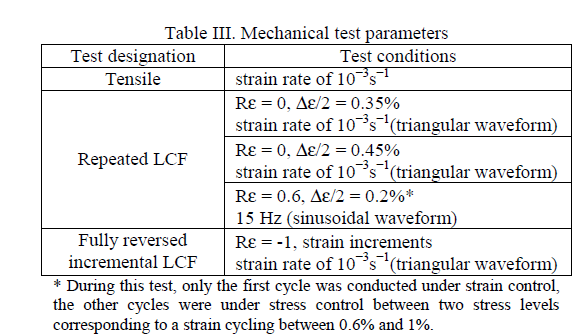 Table III. Mechanical test parameters
Test designation Test conditions
Tensile strain rate of 10⁻³s⁻¹
Repeated LCF
Rε = 0, Δε/2 = 0.35%
strain rate of 10⁻³s⁻¹(triangular waveform)
Rε = 0, Δε/2 = 0.45%
strain rate of 10⁻³s⁻¹(triangular waveform)
Rε = 0.6, Δε/2 = 0.2%*
15 Hz (sinusoidal waveform)
Fully reversed
incremental LCF
Rε = -1, strain increments
strain rate of 10⁻³s⁻¹(triangular waveform)
* During this test, only the first cycle was conducted under strain control,
the other cycles were under stress control between two stress levels
corresponding to a strain cycling between 0.6% and 1%.